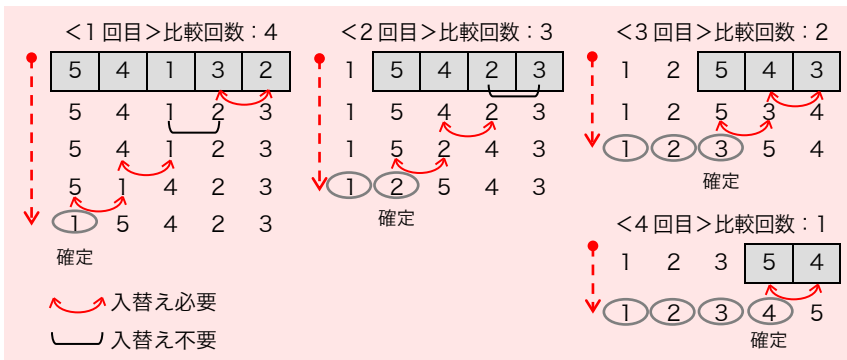 <1回目>比較回数：4
5 4 1 3 2
5 4 1 2 3
5 4 1 2 3
5 1 4 2 3
1 5 4 2 3
確定
入替え必要
入替え不要
<2回目>比較回数：3
1 5 4 2 3
1 5 4 2 3
1 5 2 4 3
1 2 5 4 3
確定
<3回目>比較回数：2
1 2 5 4 3
1 2 5 3 4
1 2 3 5 4
確定
<4回目>比較回数：1
1 2 3 5 4
1 2 3 4 5
確定